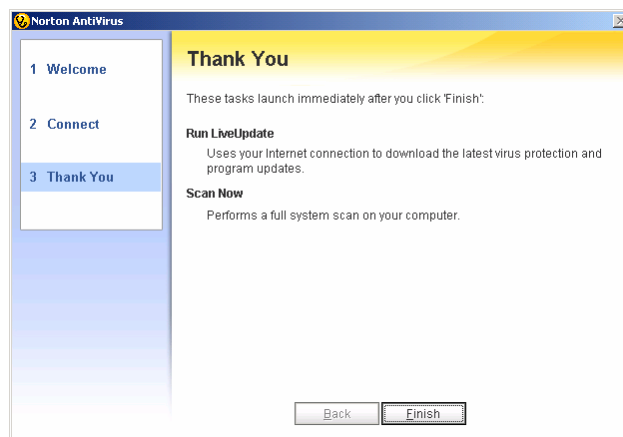 Norton AntiVirus
1 Welcome
2 Connect
3 Thank You
Thank You
These tasks launch immediately after you click 'Finish':
Run LiveUpdate
Uses your Internet connection to download the latest virus protection and
program updates.
Scan Now
Performs a full system scan on your computer.
Back
Finish